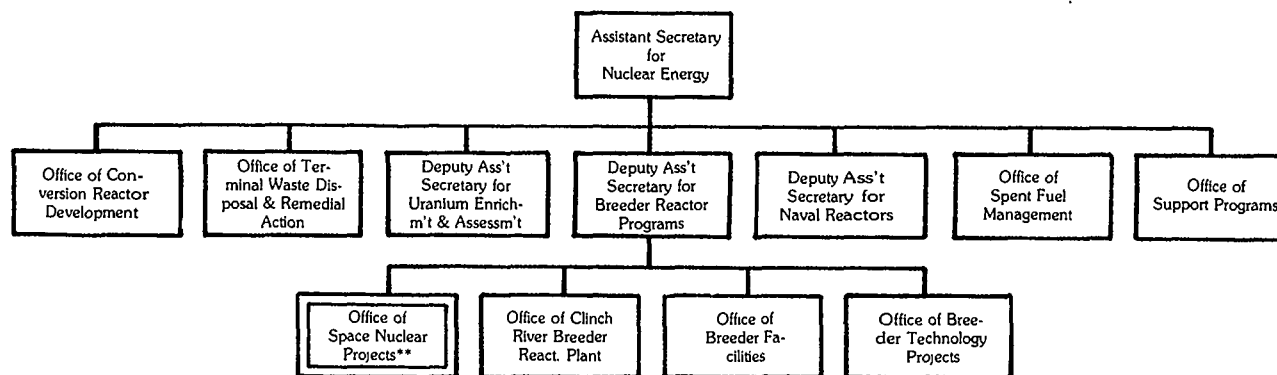 Assistant Secretary
for
Nuclear Energy
Office of Con-
version Reactor
Development
Office of Ter-
minal Waste Dis-
posal & Remedial
Action
Deputy Ass't
Secretary for
Uranium Enrich-
m't & Assessm't
Deputy Ass't
Secretary for
Breeder Reactor
Programs
Deputy Ass't
Secretary for
Naval Reactors
Office of
Spent Fuel
Management
Office of
Support Programs
Office of
Space Nuclear
Projects**
Office of Clinch
River Breeder
React. Plant
Office of
Breeder Fa-
cilities
Office of Bree-
der Technology
Projects